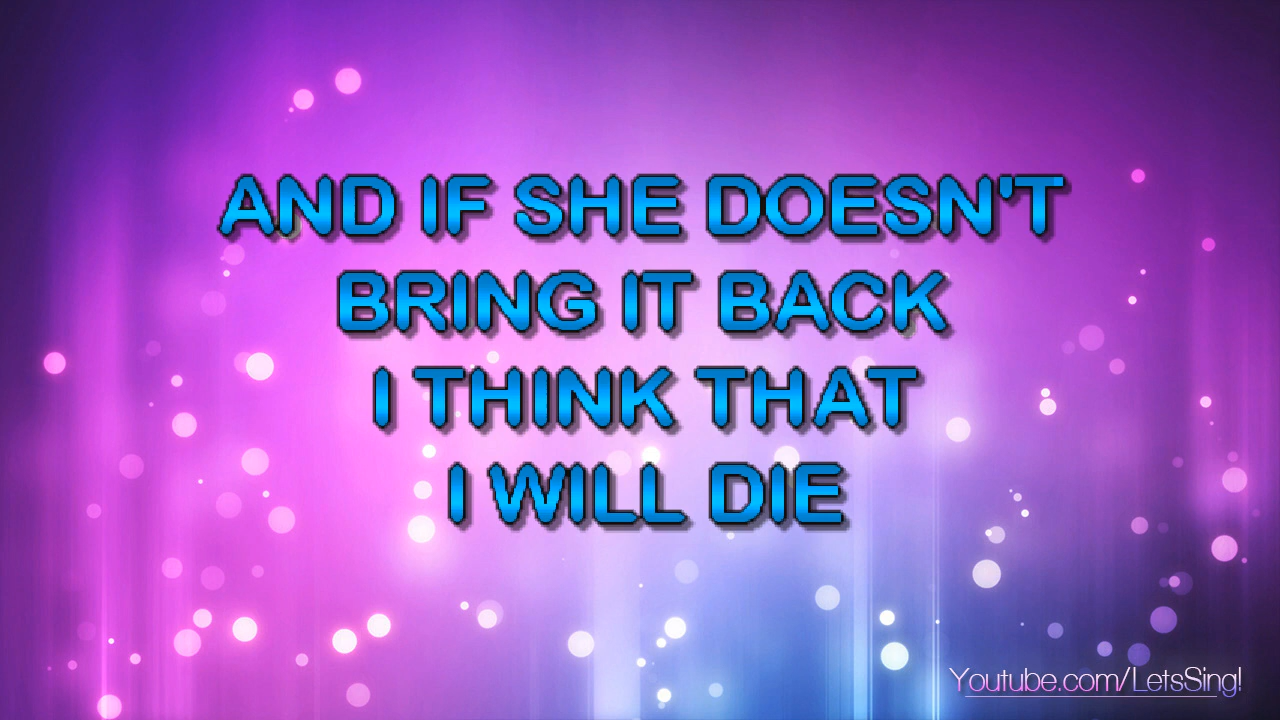 AND IF SHE DOESN'T
BRING IT BACK
I THINK THAT
I WILL DIE
Youtube.com/LetsSing!